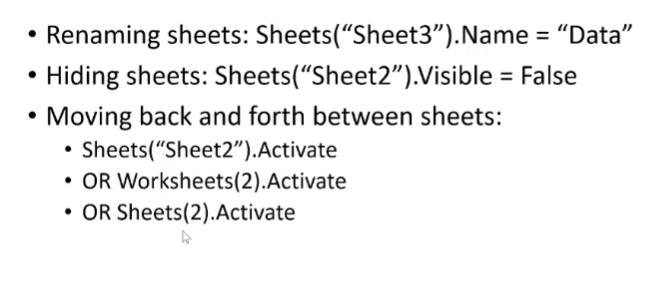 • Renaming sheets: Sheets(“Sheet3”).Name = “Data”
• Hiding sheets: Sheets(“Sheet2”).Visible = False
• Moving back and forth between sheets:
• Sheets(“Sheet2”).Activate
• OR Worksheets(2).Activate
• OR Sheets(2).Activate